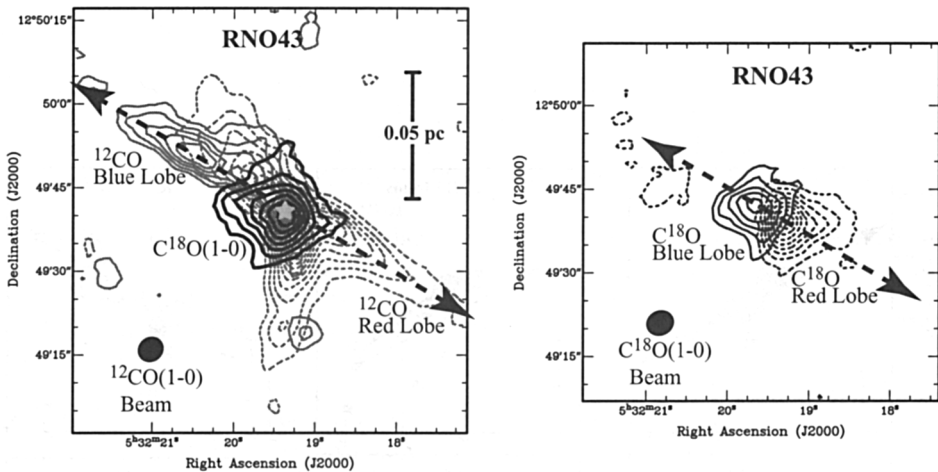 RNO43
12°50'15"
50'0"
49'45"
49'30"
49'15"
Declination (J2000)
0.05 pc
¹²CO
Blue Lobe
C¹⁸O(1-0)
¹²CO
Red Lobe
¹²CO(1-0)
Beam
5ʰ32ᵐ21ˢ
20ˢ
19ˢ
18ˢ
Right Ascension (J2000)
RNO43
12°50'0"
49'45"
49'30"
49'15"
Declination (J2000)
C¹⁸O
Blue Lobe
C¹⁸O
Red Lobe
C¹⁸O(1-0)
Beam
5ʰ32ᵐ21ˢ
20ˢ
19ˢ
18ˢ
Right Ascension (J2000)